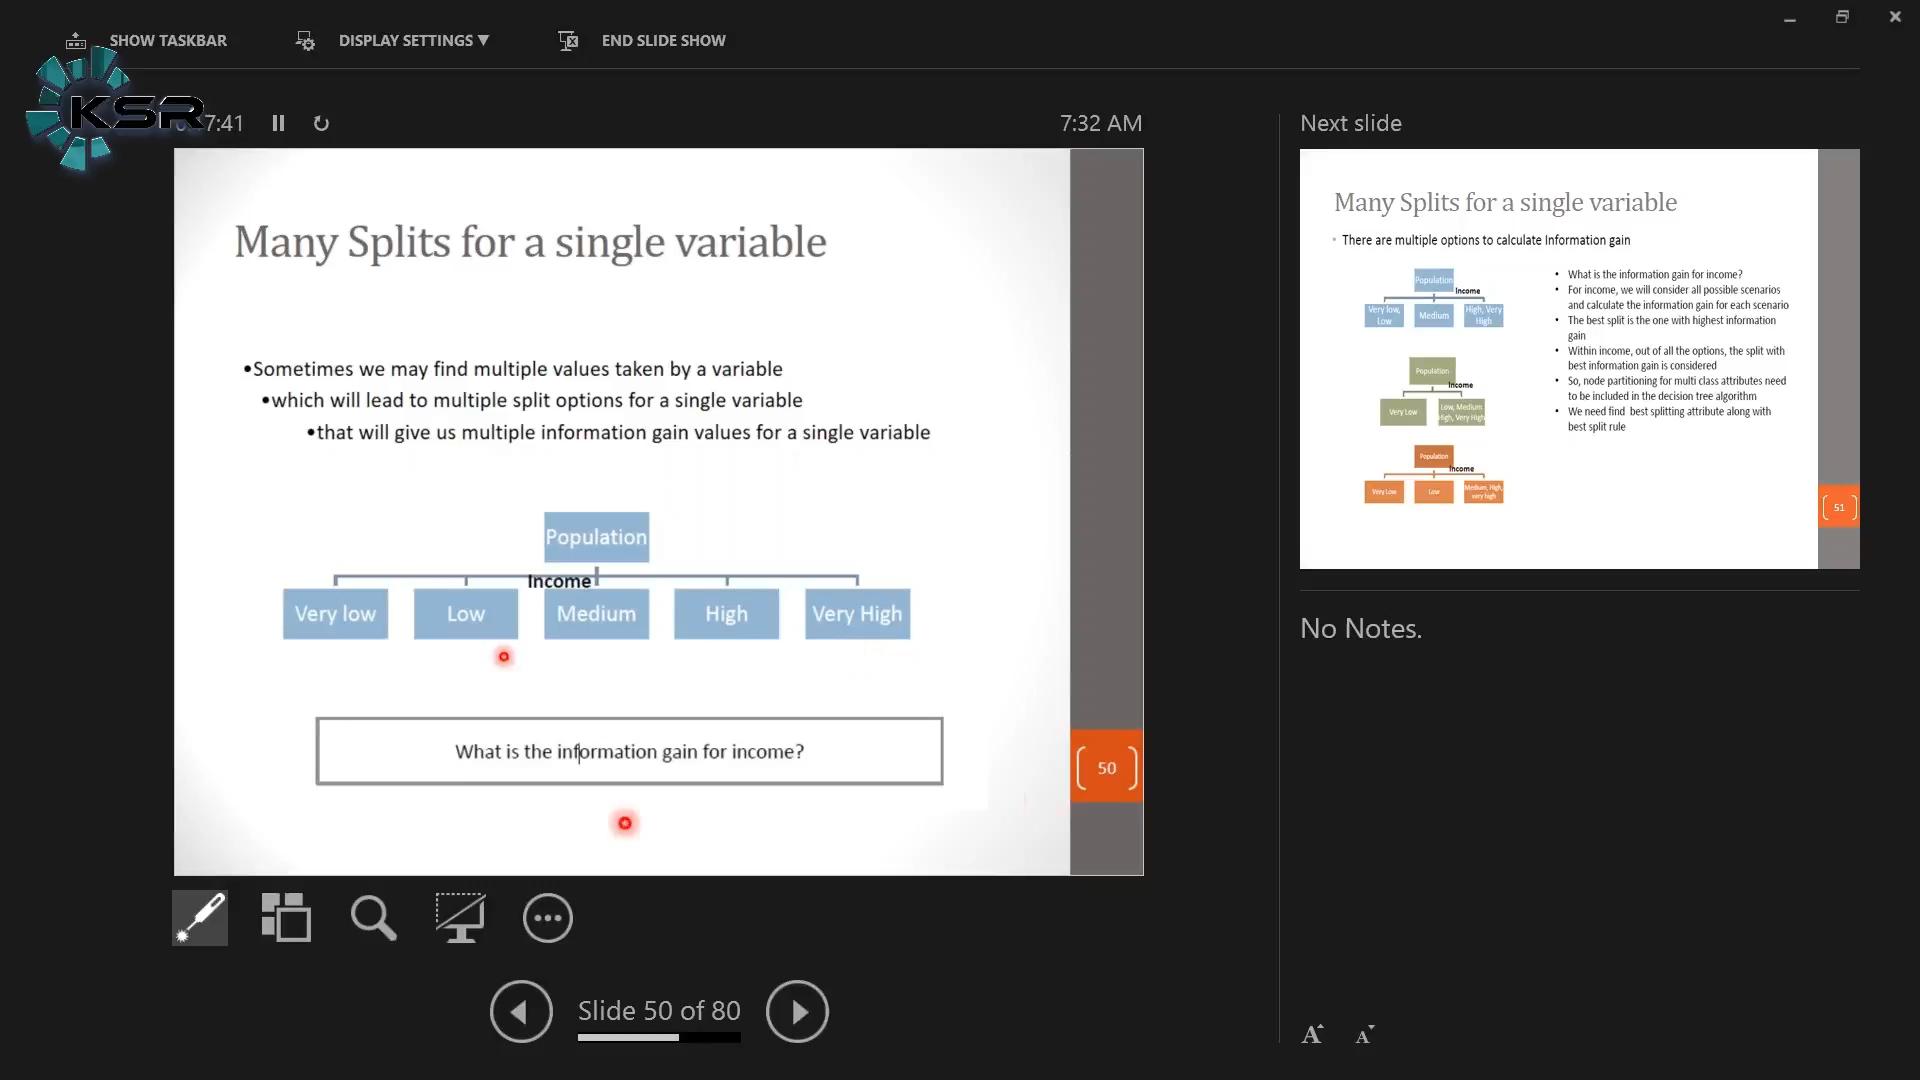 SHOW TASKBAR
DISPLAY SETTINGS ▼
END SLIDE SHOW
KSR
7:41
7:32 AM
Many Splits for a single variable
•Sometimes we may find multiple values taken by a variable
•which will lead to multiple split options for a single variable
•that will give us multiple information gain values for a single variable
Population
Income
Very low
Low
Medium
High
Very High
What is the information gain for income?
50
Slide 50 of 80
Next slide
Many Splits for a single variable
• There are multiple options to calculate Information gain
Population
Income
Very low,
Low
Medium
High, Very
High
Population
Income
Very Low
Low, Medium
High, Very High
Population
Income
Very Low
Low
Medium, High,
very high
• What is the information gain for income?
• For income, we will consider all possible scenarios
and calculate the information gain for each scenario
• The best split is the one with highest information
gain
• Within income, out of all the options, the split with
best information gain is considered
• So, node partitioning for multi class attributes need
to be included in the decision tree algorithm
• We need find best splitting attribute along with
best split rule
51
No Notes.
A
A